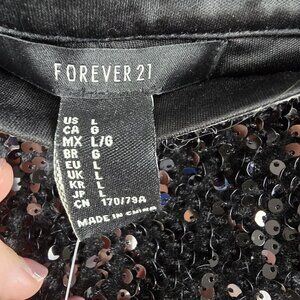 FOREVER 21
US L
CA G
MX L/G
BR G
EU L
UK L
KR L
JP L
CN 170/79A
MADE IN CHINA